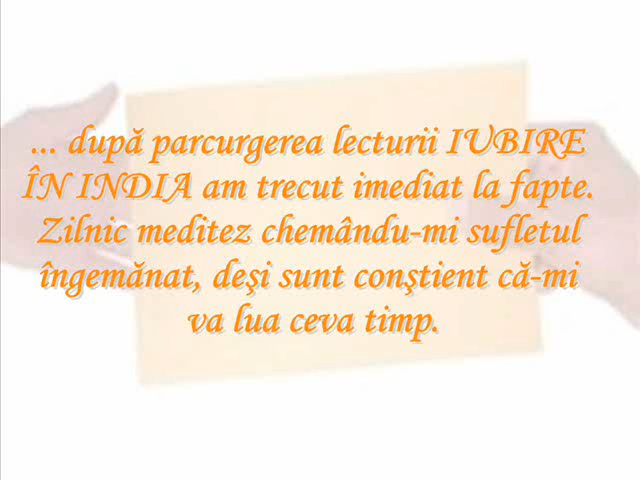 ... după parcurgerea lecturii IUBIRE
ÎN INDIA am trecut imediat la fapte.
Zilnic meditez chemându-mi sufletul
îngemănat, deşi sunt conştient că-mi
va lua ceva timp.